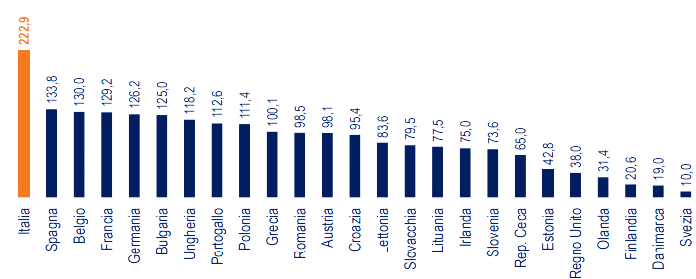 222,9
133,8
130,0
129,2
126,2
125,0
118,2
112,6
111,4
100,1
98,5
98,1
95,4
83,6
79,5
77,5
75,0
73,6
65,0
42,8
38,0
31,4
20,6
19,0
10,0
Italia
Spagna
Belgio
Francia
Germania
Bulgaria
Ungheria
Portogallo
Polonia
Grecia
Romania
Austria
Croazia
Lettonia
Slovacchia
Lituania
Irlanda
Slovenia
Rep. Ceca
Estonia
Regno Unito
Olanda
Finlandia
Danimarca
Svezia